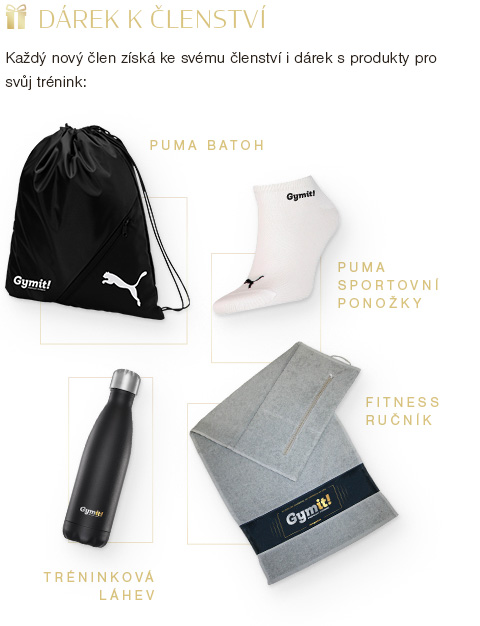 DÁREK K ČLENSTVÍ
Každý nový člen získá ke svému členství i dárek s produkty pro
svůj trénink:
PUMA BATOH
Gymit!
Gymit!
PUMA
SPORTOVNÍ
PONOŽKY
FITNESS
RUČNÍK
Gymit!
Gymit!
TRÉNINKOVÁ
LÁHEV